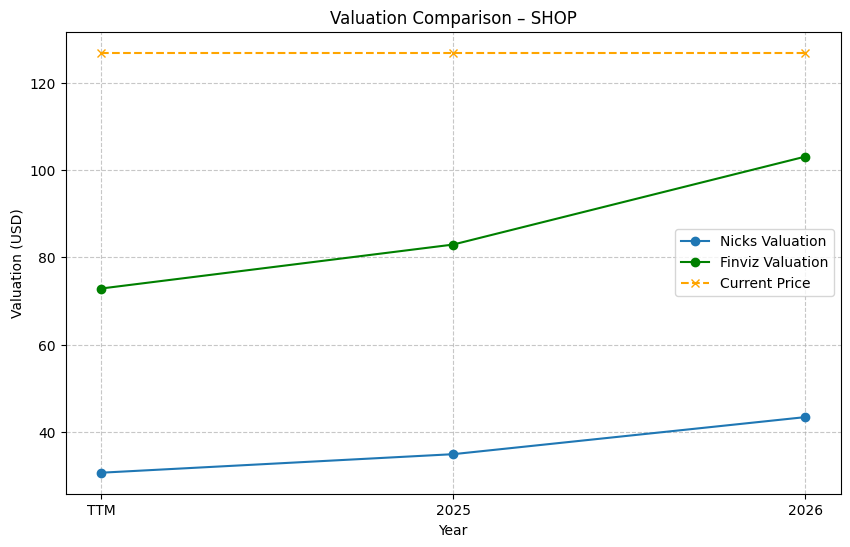 Valuation Comparison – SHOP
Valuation (USD)
120
100
80
60
40
Nicks Valuation
Finviz Valuation
Current Price
TTM
2025
2026
Year